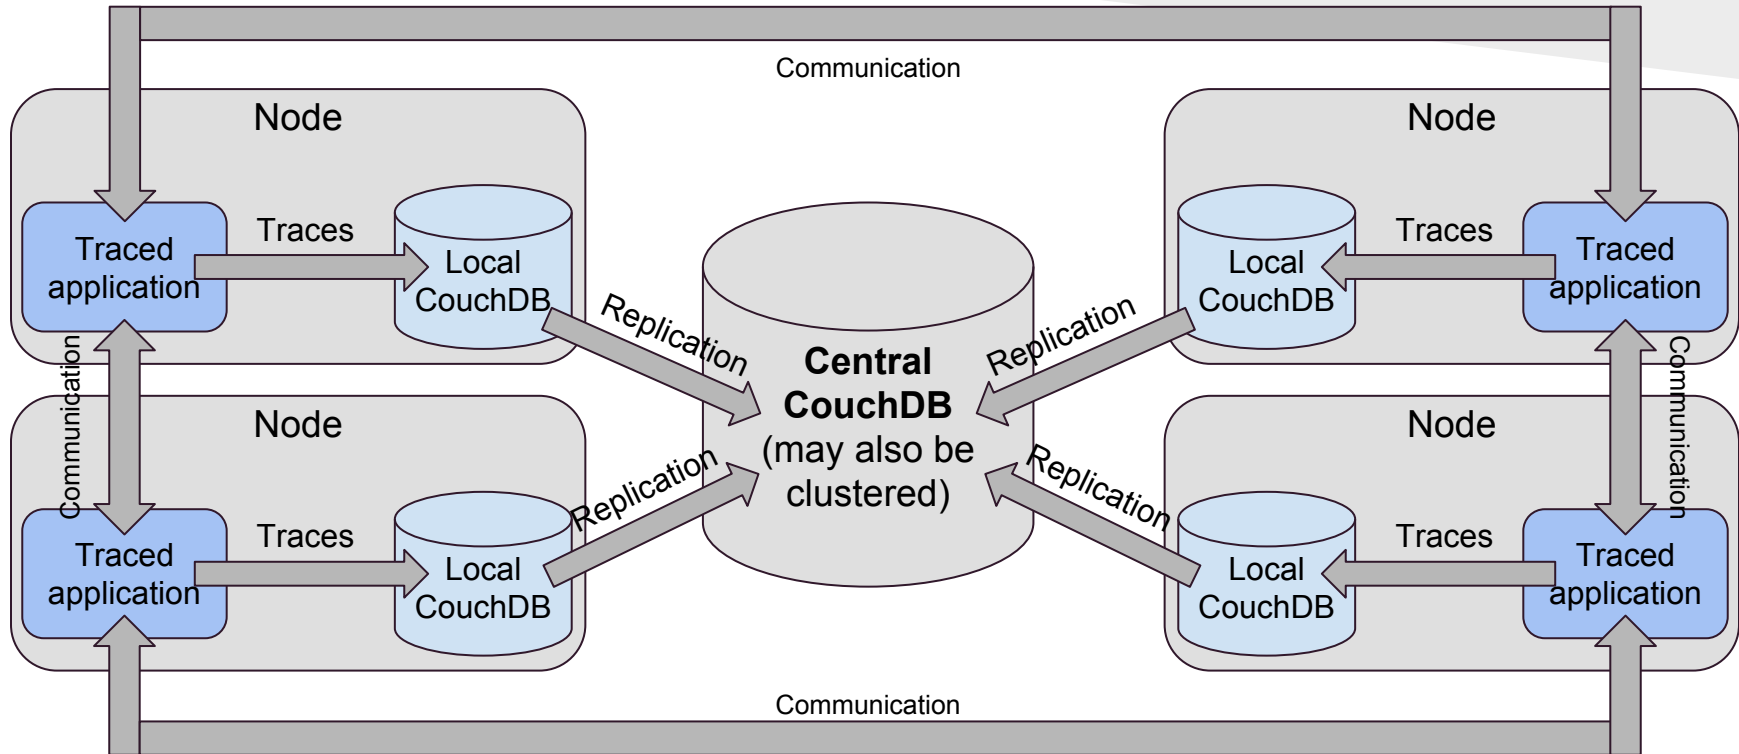 Communication
Node
Traced
application
Traces
Local
CouchDB
Replication
Communication
Node
Traced
application
Traces
Local
CouchDB
Replication
Central
CouchDB
(may also be
clustered)
Node
Replication
Local
CouchDB
Traces
Traced
application
Communication
Node
Replication
Local
CouchDB
Traces
Traced
application
Communication